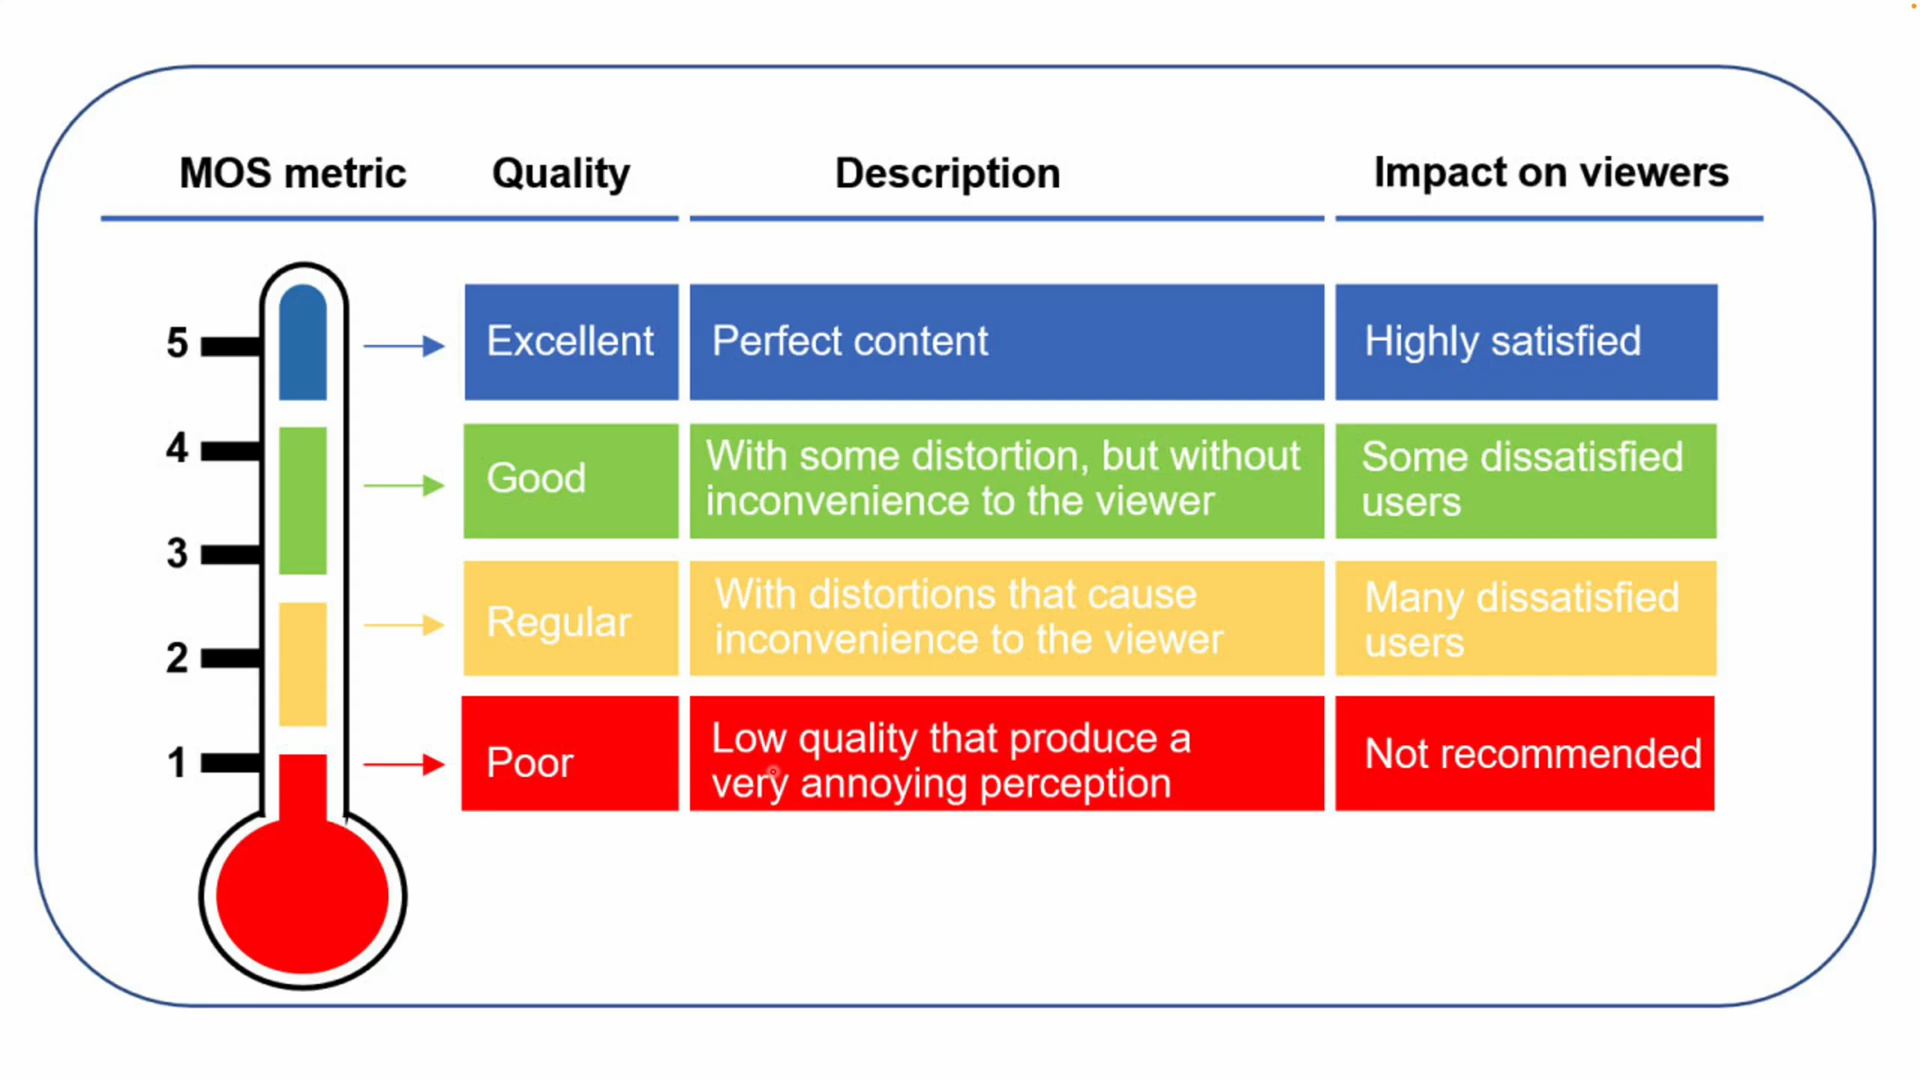 MOS metric Quality Description Impact on viewers
5 Excellent Perfect content Highly satisfied
4
Good
With some distortion, but without
inconvenience to the viewer
Some dissatisfied
users
3
Regular
With distortions that cause
inconvenience to the viewer
Many dissatisfied
users
2
1
Poor
Low quality that produce a
very annoying perception
Not recommended